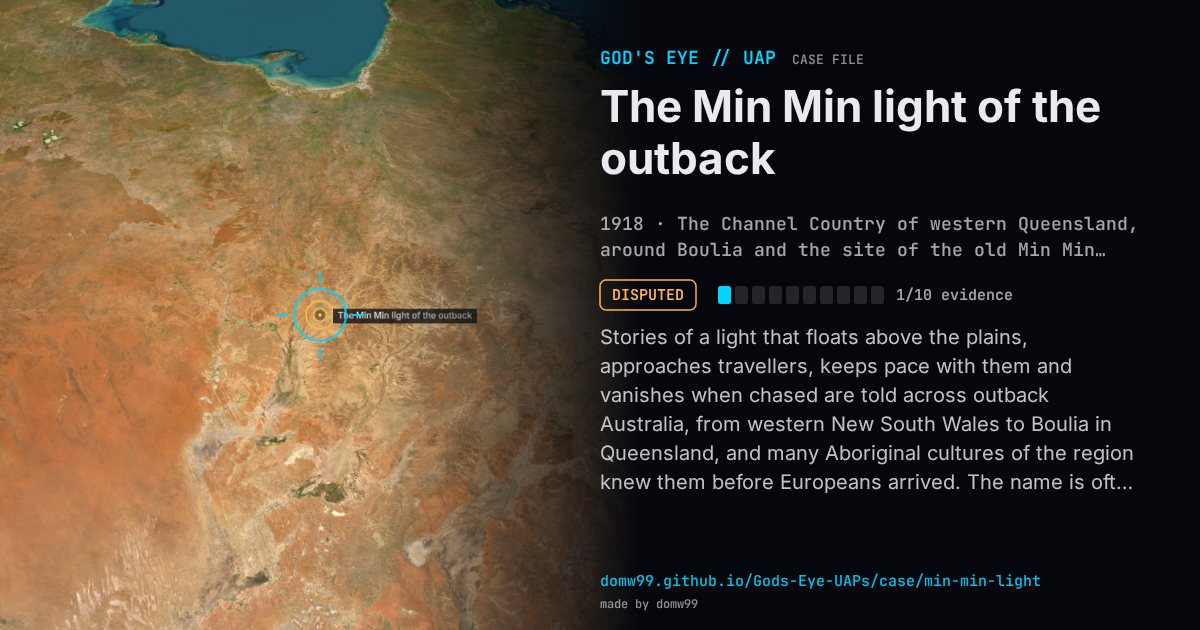 GOD'S EYE // UAP CASE FILE
The Min Min light of the
outback
1918 · The Channel Country of western Queensland,
around Boulia and the site of the old Min Min…
DISPUTED 1/10 evidence
The Min Min light of the outback
Stories of a light that floats above the plains,
approaches travellers, keeps pace with them and
vanishes when chased are told across outback
Australia, from western New South Wales to Boulia in
Queensland, and many Aboriginal cultures of the region
knew them before Europeans arrived. The name is oft…
domw99.github.io/Gods-Eye-UAPs/case/min-min-light
made by domw99